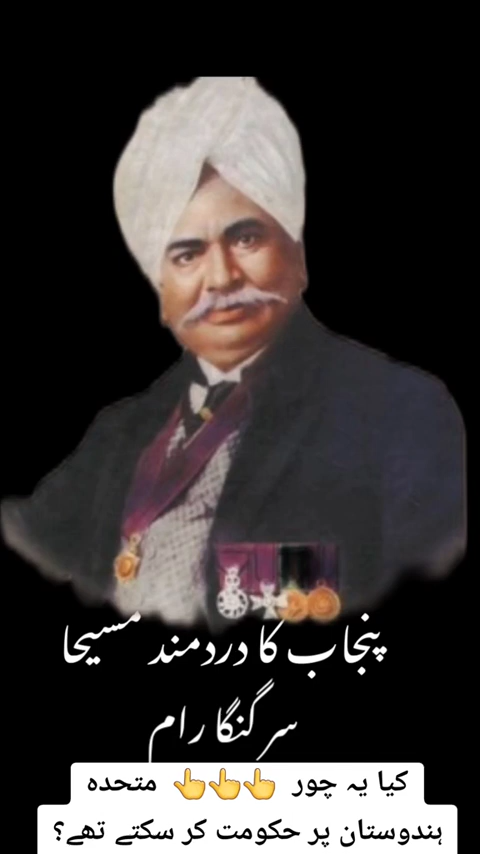 پنجاب کا دردمند مسیحا
سر گنگا رام
کیا یہ چور 👆👆👆 متحدہ
ہندوستان پر حکومت کر سکتے تھے؟